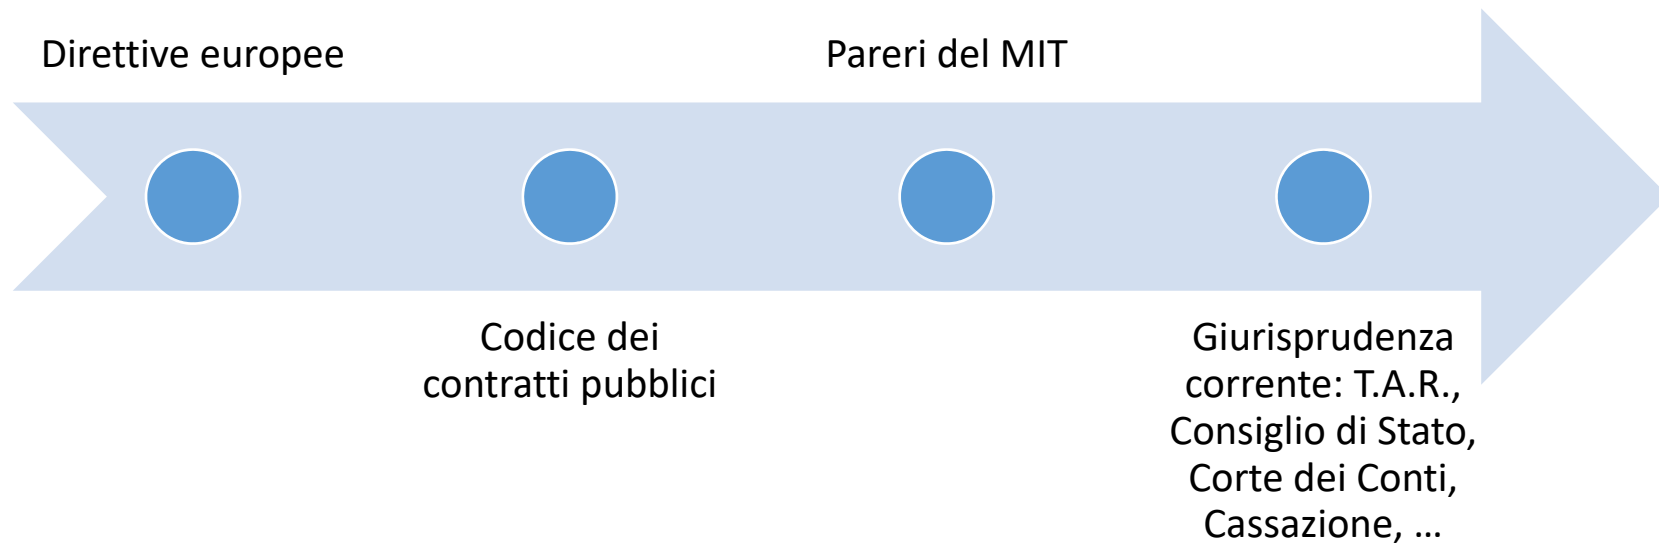 Direttive europee
Codice dei
contratti pubblici
Pareri del MIT
Giurisprudenza
corrente: T.A.R.,
Consiglio di Stato,
Corte dei Conti,
Cassazione, ...